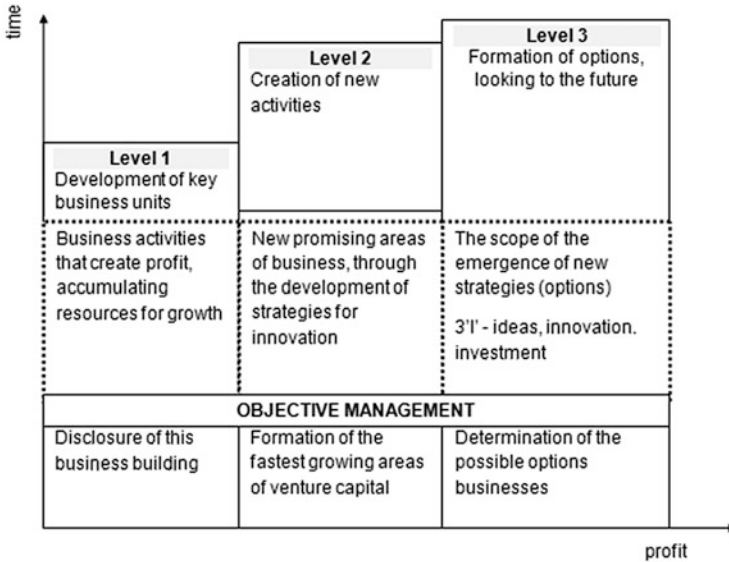 time
Level 1
Development of key
business units
Level 2
Creation of new
activities
Level 3
Formation of options,
looking to the future
Business activities
that create profit,
accumulating
resources for growth
New promising areas
of business, through
the development of
strategies for
innovation
The scope of the
emergence of new
strategies (options)
3'I' - ideas, innovation.
investment
OBJECTIVE MANAGEMENT
Disclosure of this
business building
Formation of the
fastest growing areas
of venture capital
Determination of the
possible options
businesses
profit